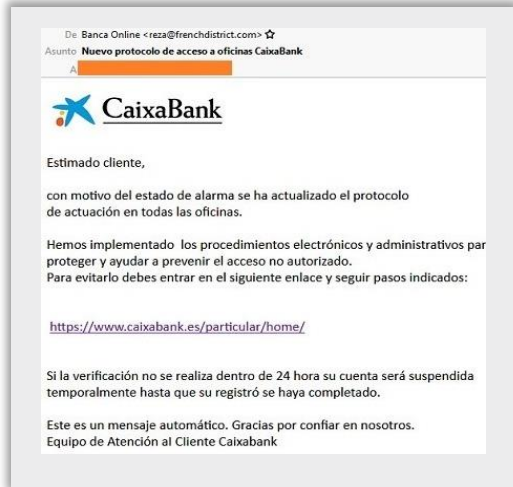 De Banca Online <reza@frenchdistrict.com>
Asunto Nuevo protocolo de acceso a oficinas CaixaBank
A
CaixaBank
Estimado cliente,
con motivo del estado de alarma se ha actualizado el protocolo
de actuación en todas las oficinas.
Hemos implementado los procedimientos electrónicos y administrativos par
proteger y ayudar a prevenir el acceso no autorizado.
Para evitarlo debes entrar en el siguiente enlace y seguir pasos indicados:
https://www.caixabank.es/particular/home/
Si la verificación no se realiza dentro de 24 hora su cuenta será suspendida
temporalmente hasta que su registró se haya completado.
Este es un mensaje automático. Gracias por confiar en nosotros.
Equipo de Atención al Cliente Caixabank